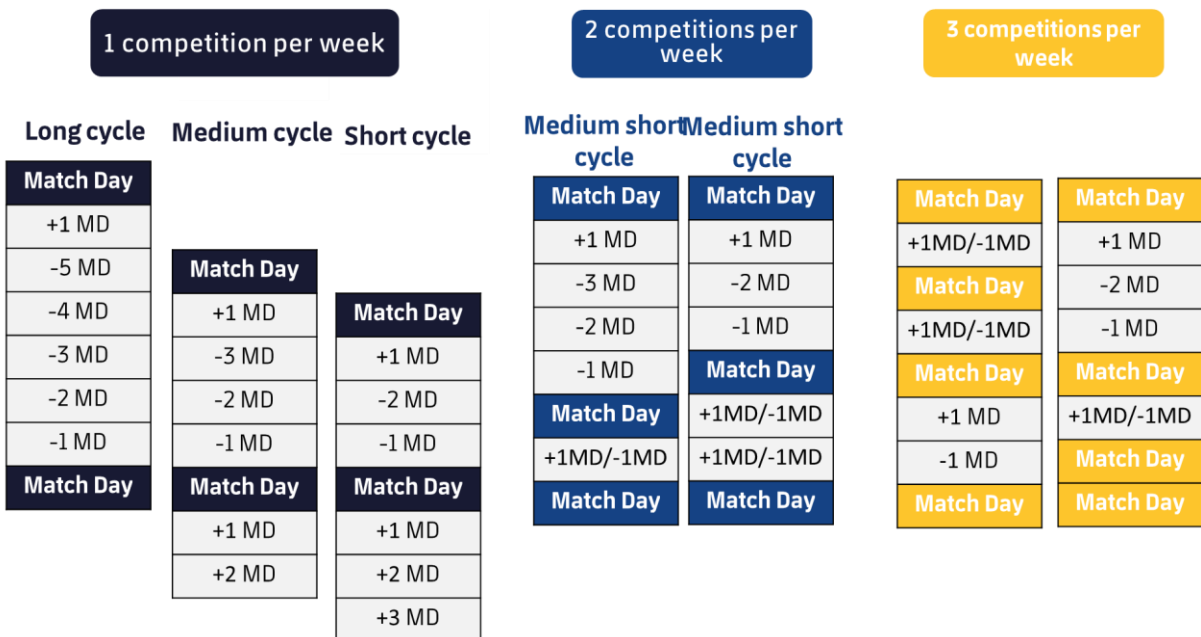 1 competition per week
2 competitions per
week
3 competitions per
week
Long cycle
Match Day
+1 MD
-5 MD
-4 MD
-3 MD
-2 MD
-1 MD
Match Day
Medium cycle
Match Day
+1 MD
-3 MD
-2 MD
-1 MD
Match Day
+1 MD
+2 MD
Short cycle
Match Day
+1 MD
-2 MD
-1 MD
Match Day
+1 MD
+2 MD
+3 MD
Medium short
cycle
Match Day
+1 MD
-3 MD
-2 MD
-1 MD
Match Day
+1MD/-1MD
Match Day
Medium short
cycle
Match Day
+1 MD
-2 MD
-1 MD
Match Day
+1MD/-1MD
+1MD/-1MD
Match Day
Match Day
+1MD/-1MD
Match Day
+1MD/-1MD
Match Day
+1 MD
-1 MD
Match Day
Match Day
+1 MD
-2 MD
-1 MD
Match Day
+1MD/-1MD
Match Day
Match Day